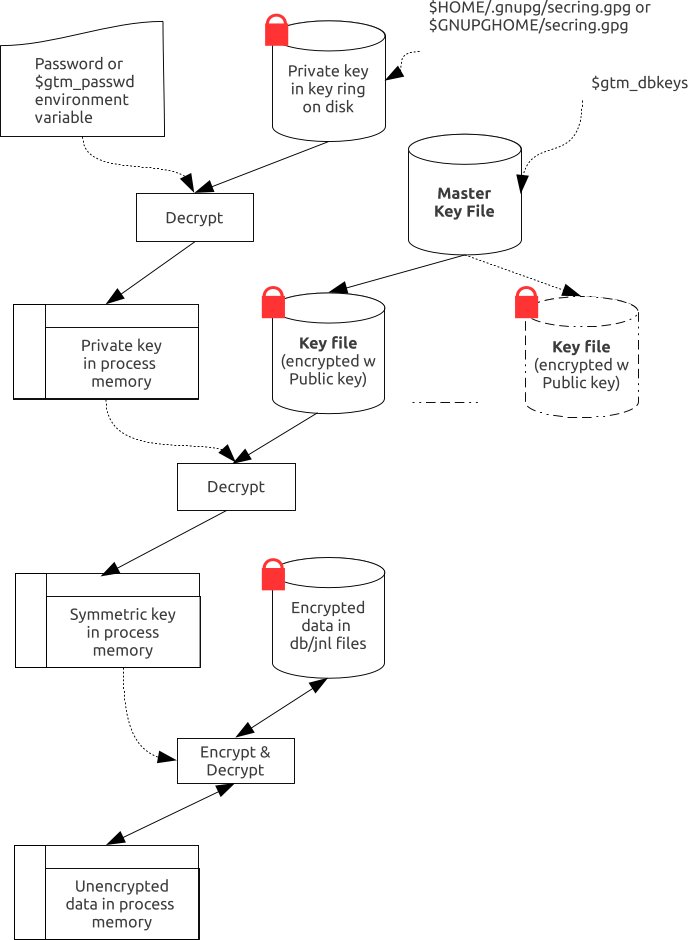 $HOME/.gnupg/secring.gpg or
$GNUPGHOME/secring.gpg
Password or
$gtm_passwd
environment
variable
Private key
in key ring
on disk
$gtm_dbkeys
Master
Key File
Decrypt
Private key
in process
memory
Key file
(encrypted w
Public key)
Key file
(encrypted w
Public key)
Decrypt
Symmetric key
in process
memory
Encrypted
data in
db/jnl files
Encrypt &
Decrypt
Unencrypted
data in process
memory